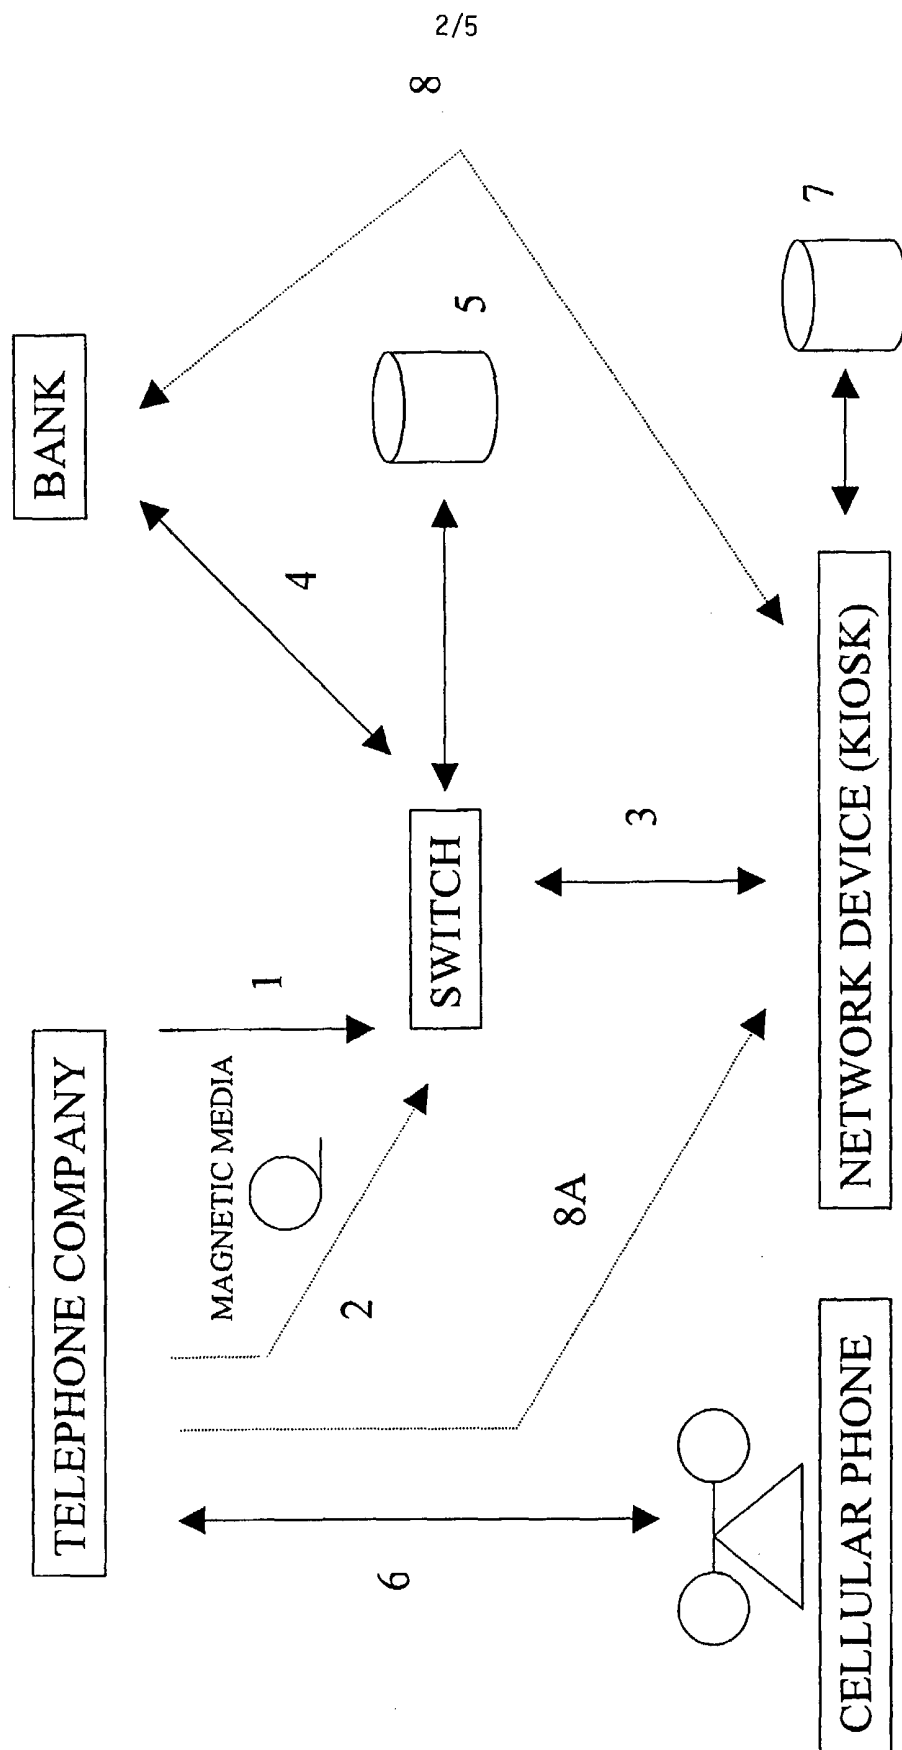 2/5
TELEPHONE COMPANY
BANK
MAGNETIC MEDIA
1
4
8
2
6
SWITCH
5
8A
3
7
CELLULAR PHONE
NETWORK DEVICE (KIOSK)